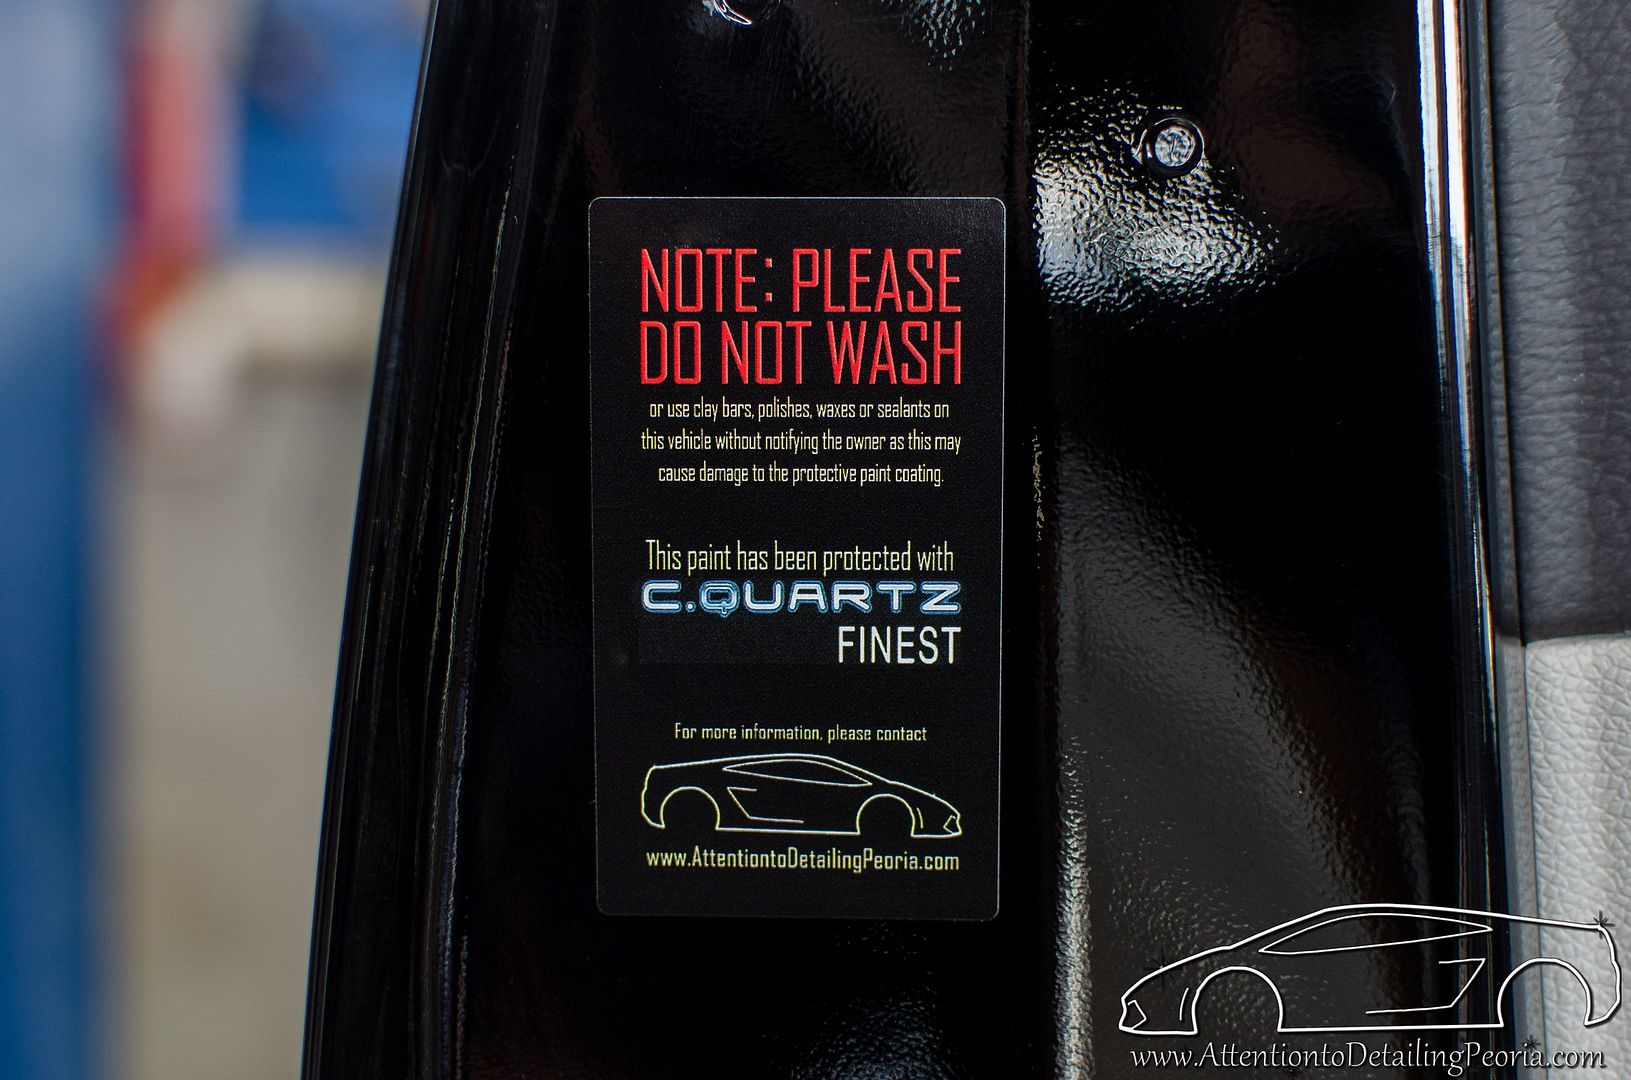 NOTE: PLEASE
DO NOT WASH
or use clay bars, polishes, waxes or sealants on
this vehicle without notifying the owner as this may
cause damage to the protective paint coating.
This paint has been protected with
C.QUARTZ
FINEST
For more information, please contact
www.AttentiontoDetailingPeoria.com
www.AttentiontoDetailingPeoria.com